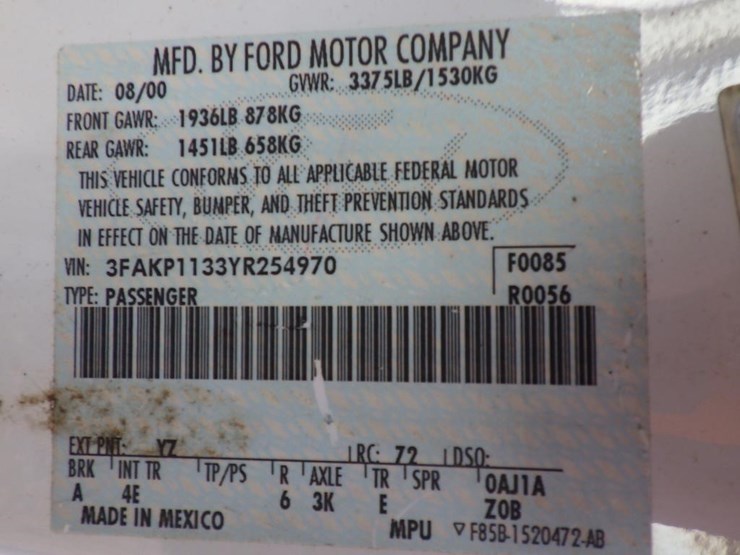 MFD. BY FORD MOTOR COMPANY
DATE: 08/00 GVWR: 3375LB/1530KG
FRONT GAWR: 1936LB 878KG
REAR GAWR: 1451LB 658KG
THIS VEHICLE CONFORMS TO ALL APPLICABLE FEDERAL MOTOR
VEHICLE SAFETY, BUMPER, AND THEFT PREVENTION STANDARDS
IN EFFECT ON THE DATE OF MANUFACTURE SHOWN ABOVE.
VIN: 3FAKP1133YR254970 F0085
TYPE: PASSENGER R0056
EXT PNT: YZ RC: 72 DSO:
BRK INT TR TP/PS R AXLE TR SPR 0AJ1A
A 4E 6 3K E Z0B
MADE IN MEXICO MPU ▽ F85B-1520472-AB